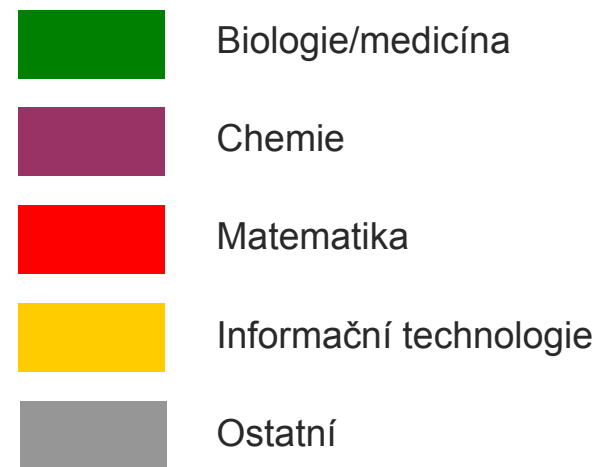 Biologie/medicína
Chemie
Matematika
Informační technologie
Ostatní